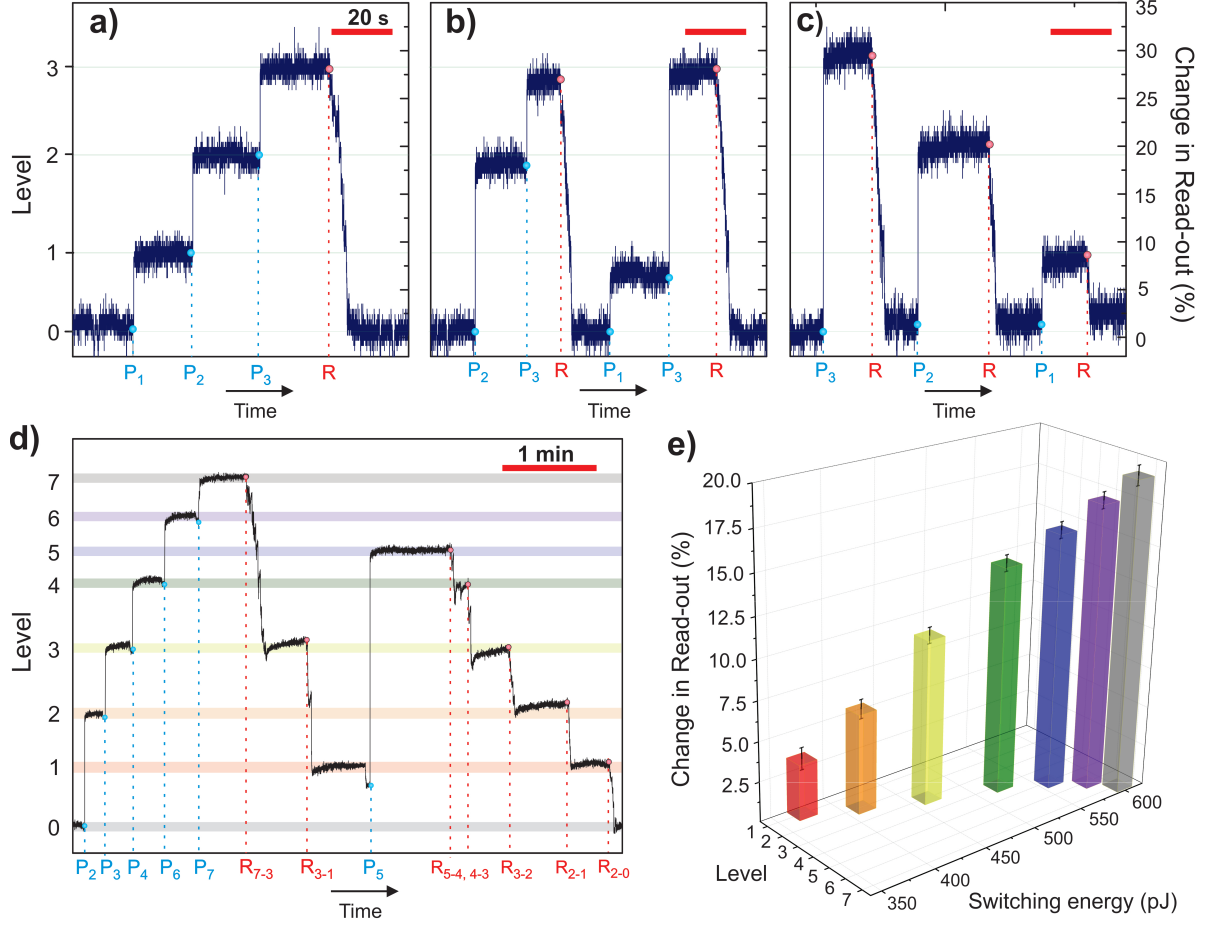 a)
20 s
Level
3
2
1
0
P1
P2
P3
R
Time
b)
P2
P3
R
P1
P3
R
Time
c)
35
30
25
20
15
10
5
0
Change in Read-out (%)
P3
R
P2
R
P1
R
Time
d)
1 min
Level
7
6
5
4
3
2
1
0
P2
P3
P4
P6
P7
R7-3
R3-1
P5
R5-4, 4-3
R3-2
R2-1
R2-0
Time
e)
Change in Read-out (%)
20.0
17.5
15.0
12.5
10.0
7.5
5.0
2.5
1
2
3
4
5
6
7
Level
350
400
450
500
550
600
Switching energy (pJ)